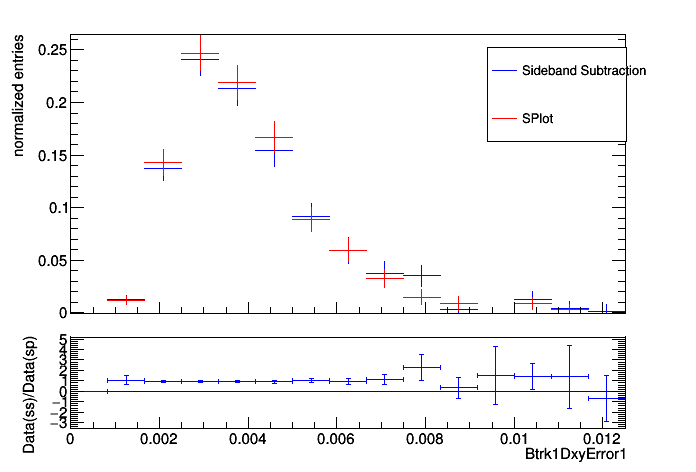 normalized entries
0.25
0.2
0.15
0.1
0.05
0
Sideband Subtraction
SPlot
Data(ss)/Data(sp)
5
4
3
2
1
0
−1
−2
−3
0 0.002 0.004 0.006 0.008 0.01 0.012
Btrk1DxyError1